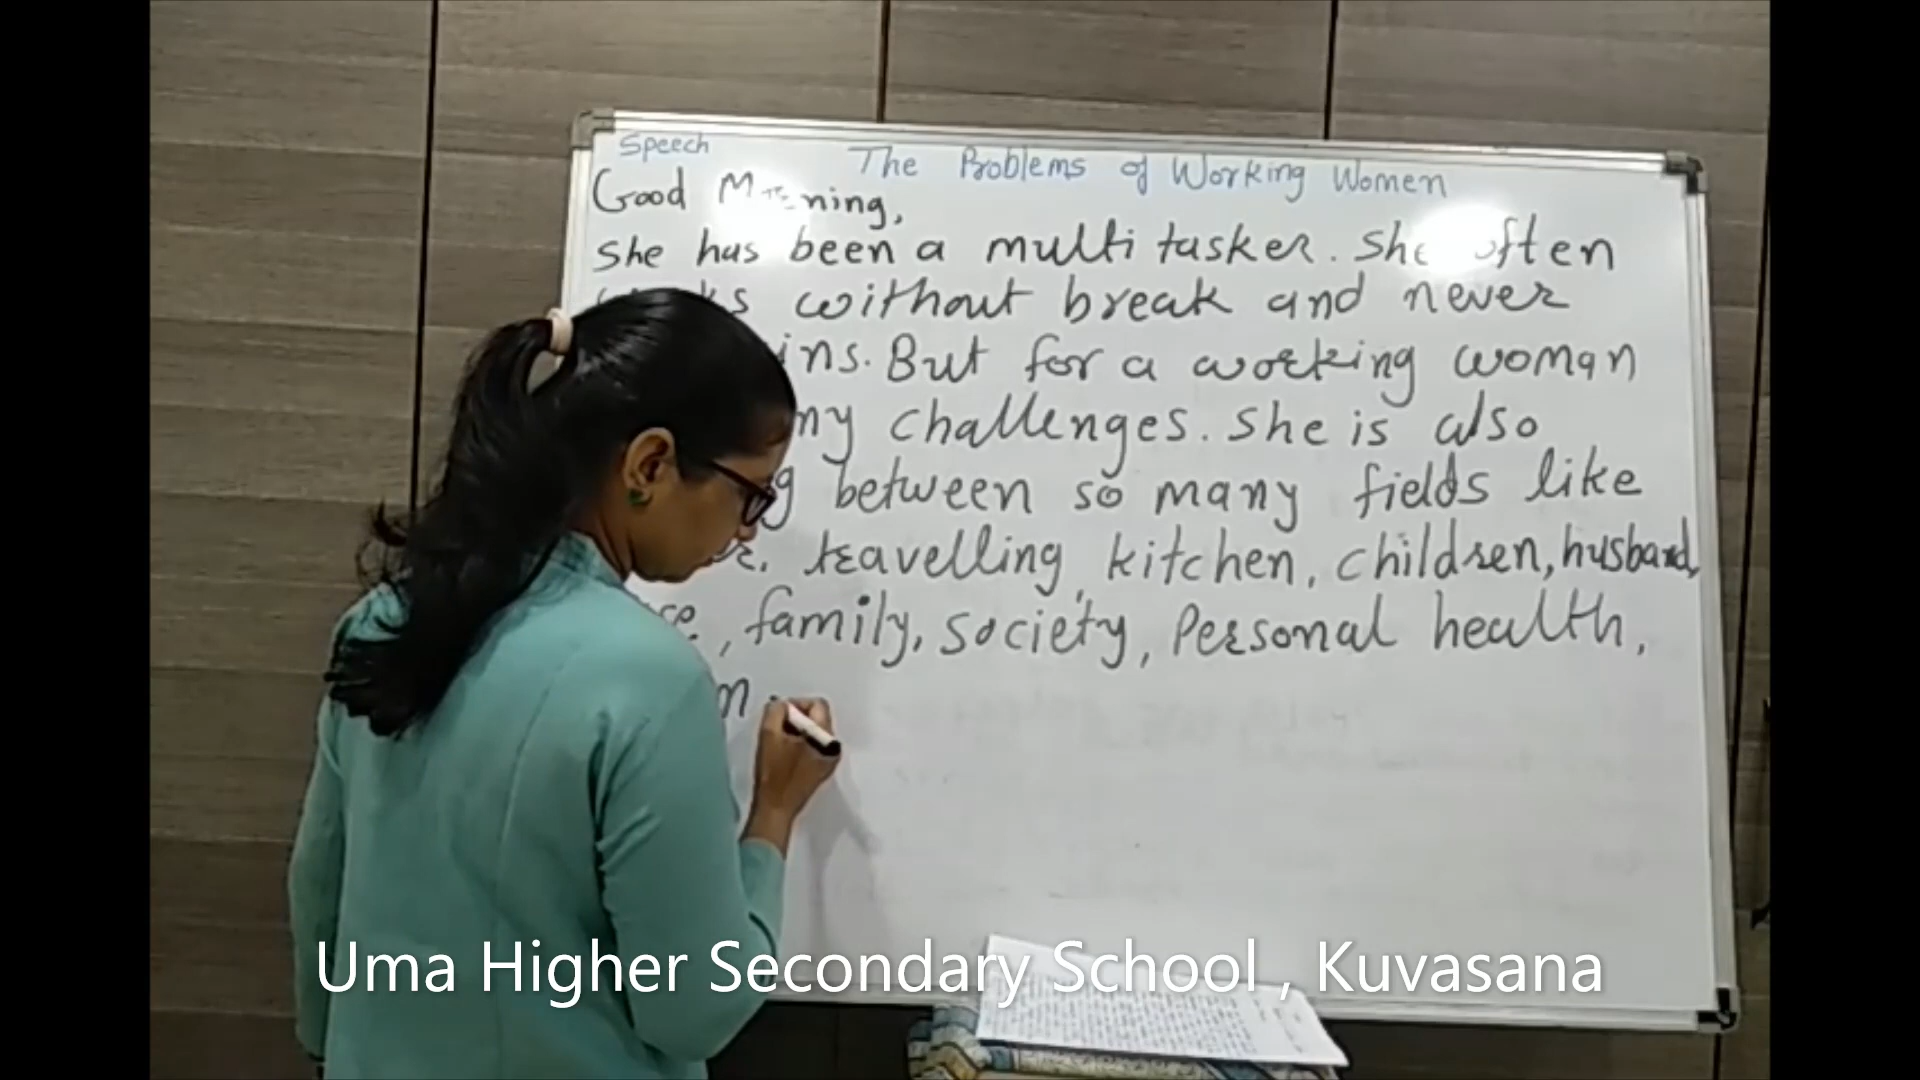 Speech
The Problems of Working Women
Good Morning,
She has been a multi tasker. She often
without break and never
ins. But for a working woman
ny challenges. She is also
g between so many fields like
travelling, kitchen, children, husband,
, family, society, Personal health,
Uma Higher Secondary School , Kuvasana